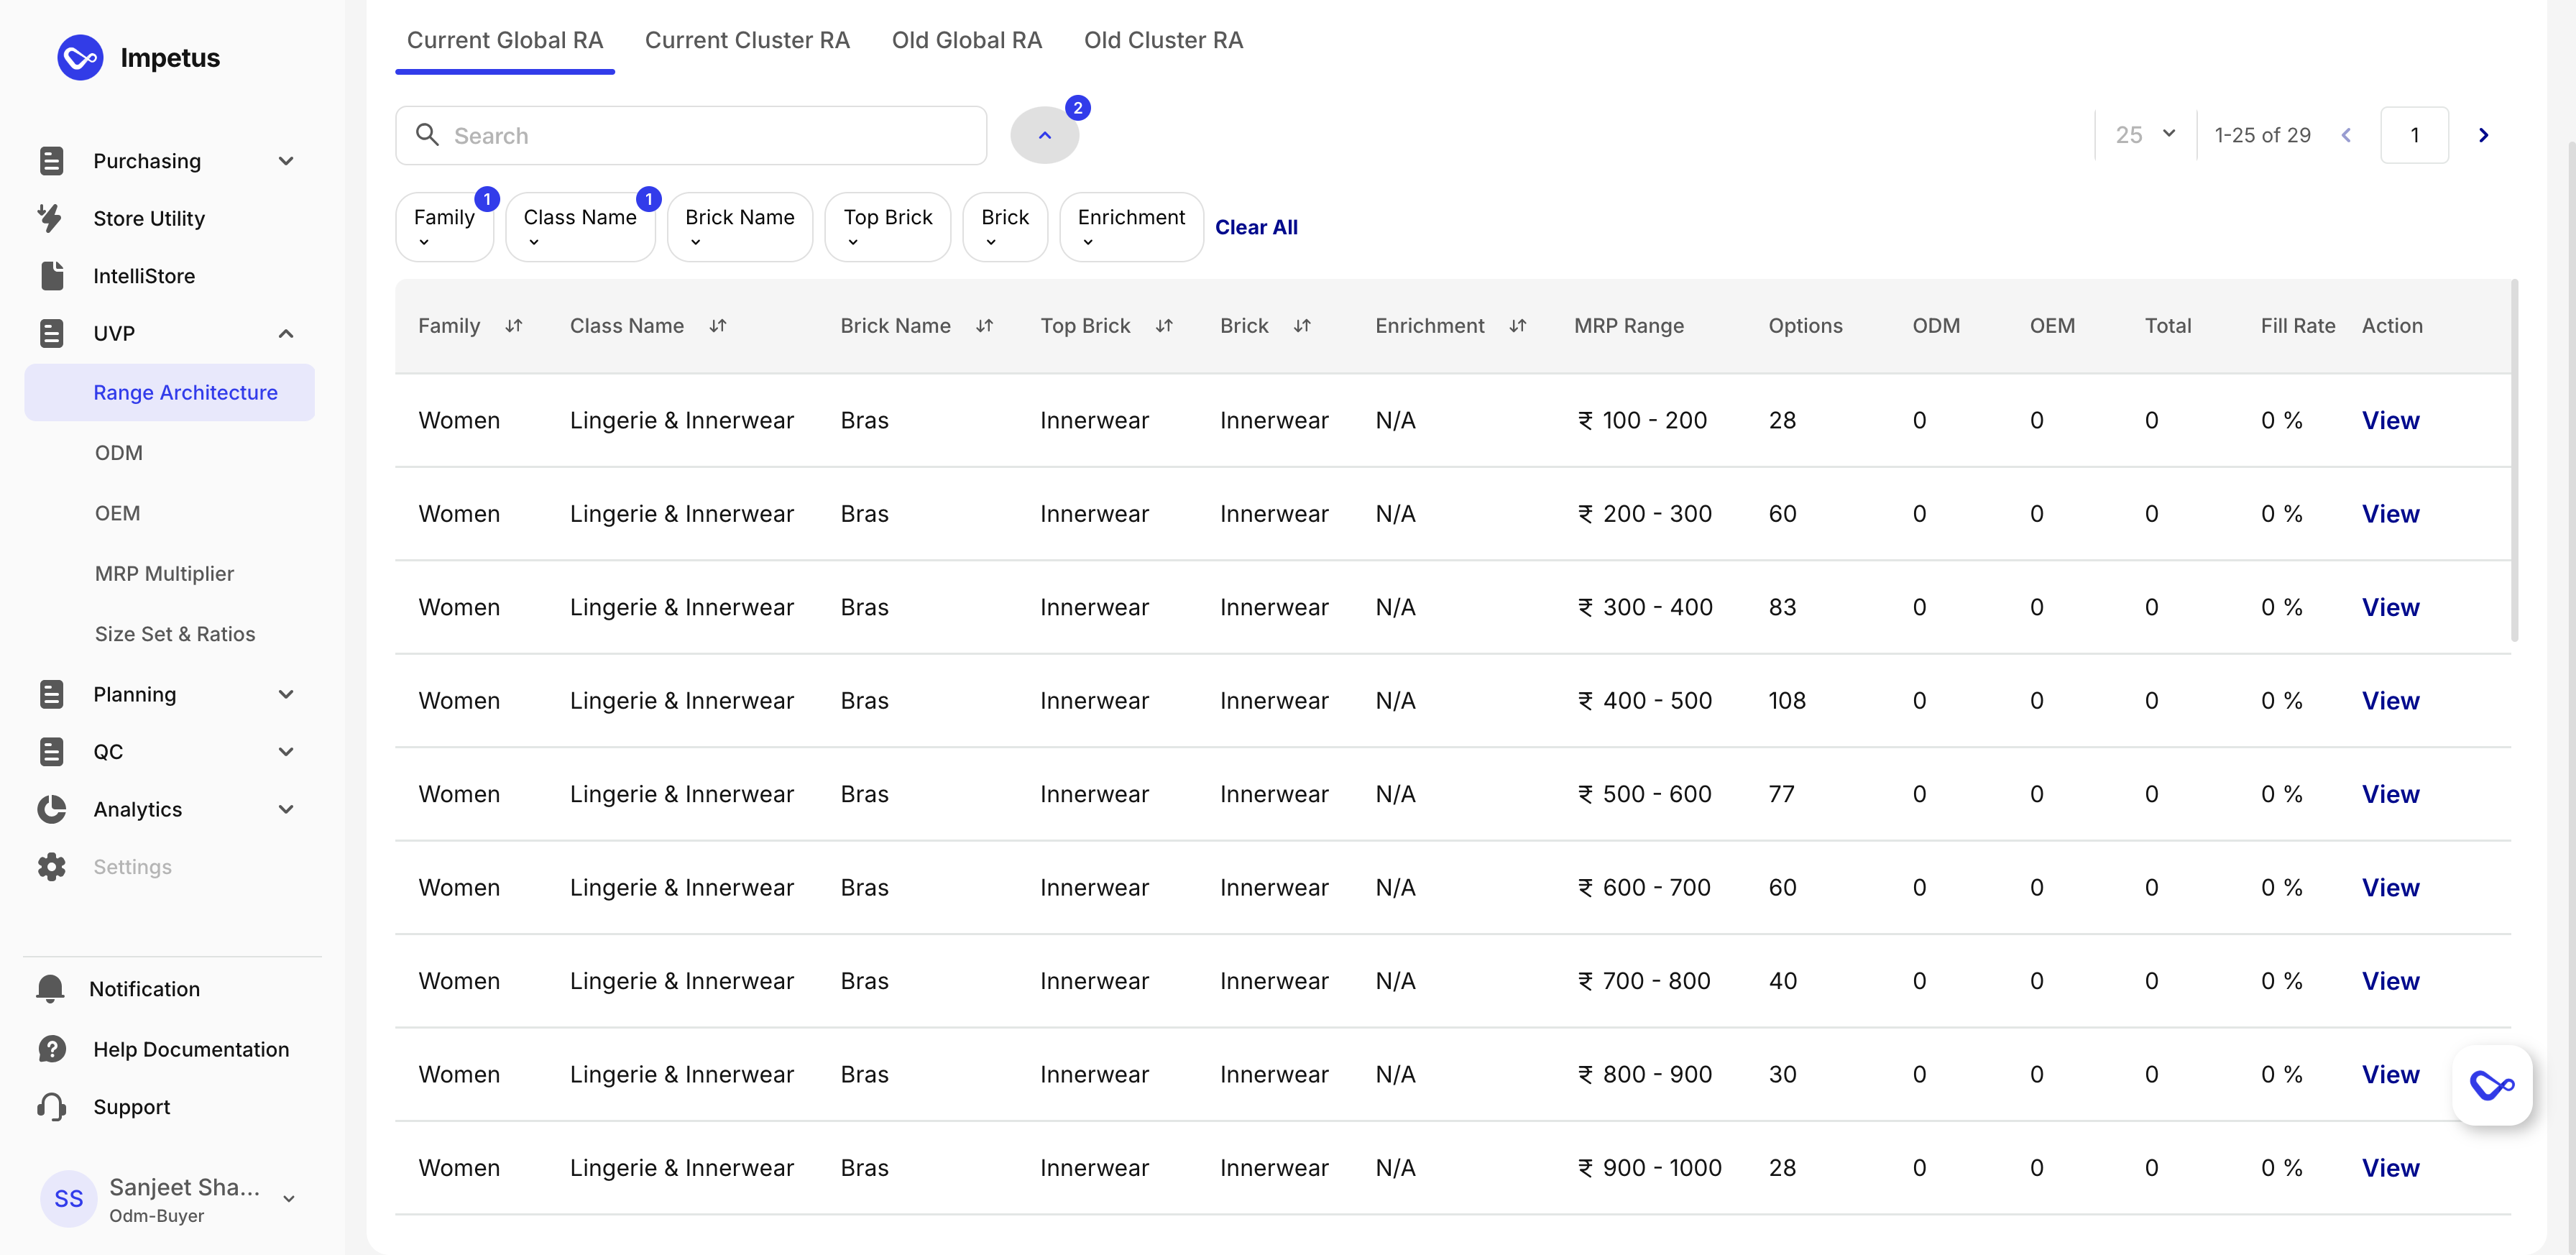 Impetus
Purchasing
Store Utility
IntelliStore
UVP
Range Architecture
ODM
OEM
MRP Multiplier
Size Set & Ratios
Planning
QC
Analytics
Settings
Notification
Help Documentation
Support
SS
Sanjeet Sha...
Odm-Buyer
Current Global RA Current Cluster RA Old Global RA Old Cluster RA
Search 2 25 1-25 of 29 1
Family 1 Class Name 1 Brick Name Top Brick Brick Enrichment Clear All
Family Class Name Brick Name Top Brick Brick Enrichment MRP Range Options ODM OEM Total Fill Rate Action
Women Lingerie & Innerwear Bras Innerwear Innerwear N/A ₹ 100 - 200 28 0 0 0 0 % View
Women Lingerie & Innerwear Bras Innerwear Innerwear N/A ₹ 200 - 300 60 0 0 0 0 % View
Women Lingerie & Innerwear Bras Innerwear Innerwear N/A ₹ 300 - 400 83 0 0 0 0 % View
Women Lingerie & Innerwear Bras Innerwear Innerwear N/A ₹ 400 - 500 108 0 0 0 0 % View
Women Lingerie & Innerwear Bras Innerwear Innerwear N/A ₹ 500 - 600 77 0 0 0 0 % View
Women Lingerie & Innerwear Bras Innerwear Innerwear N/A ₹ 600 - 700 60 0 0 0 0 % View
Women Lingerie & Innerwear Bras Innerwear Innerwear N/A ₹ 700 - 800 40 0 0 0 0 % View
Women Lingerie & Innerwear Bras Innerwear Innerwear N/A ₹ 800 - 900 30 0 0 0 0 % View
Women Lingerie & Innerwear Bras Innerwear Innerwear N/A ₹ 900 - 1000 28 0 0 0 0 % View